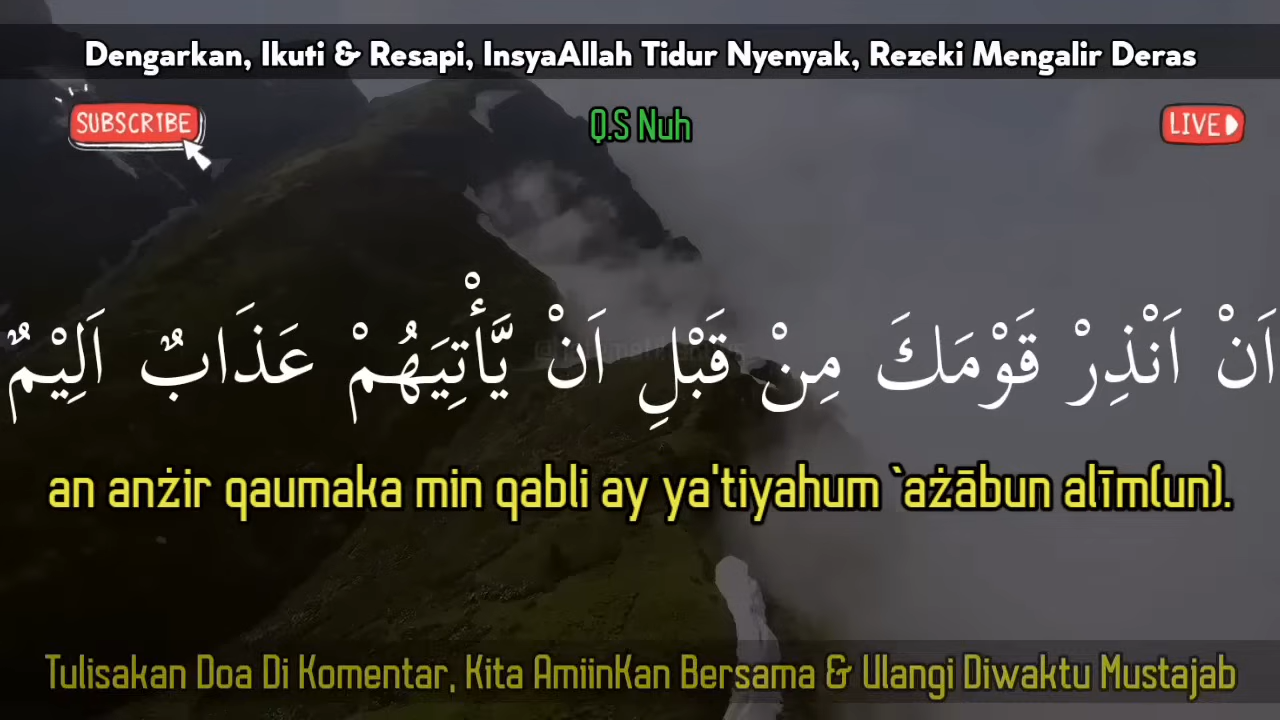 Dengarkan, Ikuti & Resapi, InsyaAllah Tidur Nyenyak, Rezeki Mengalir Deras
SUBSCRIBE
Q.S Nuh
LIVE
اَنْ اَنْذِرْ قَوْمَكَ مِنْ قَبْلِ اَنْ يَّأْتِيَهُمْ عَذَابٌ اَلِيْمٌ
an anżir qaumaka min qabli ay ya'tiyahum `ażābun alīm(un).
Tulisakan Doa Di Komentar, Kita AmiinKan Bersama & Ulangi Diwaktu Mustajab